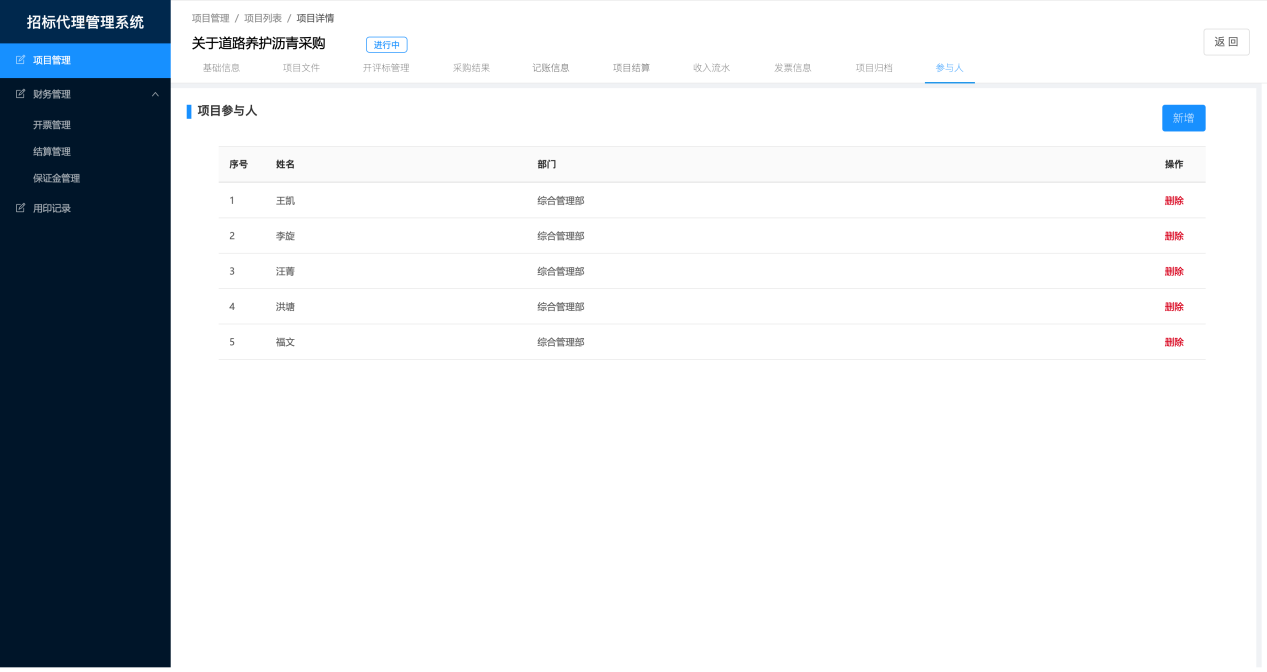 招标代理管理系统
项目管理
财务管理
开票管理
结算管理
保证金管理
用印记录
项目管理 / 项目列表 / 项目详情
关于道路养护沥青采购 进行中
返 回
基础信息 项目文件 开评标管理 采购结果 记账信息 项目结算 收入流水 发票信息 项目归档 参与人
项目参与人
新增
序号 姓名 部门 操作
1 王凯 综合管理部 删除
2 李旋 综合管理部 删除
3 汪菁 综合管理部 删除
4 洪塘 综合管理部 删除
5 福文 综合管理部 删除